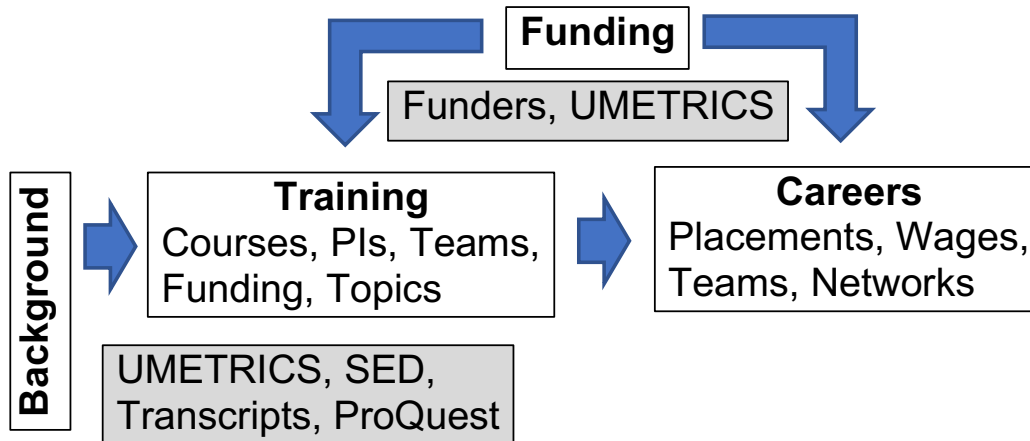 Funding
Funders, UMETRICS
Background
Training
Courses, PIs, Teams,
Funding, Topics
Careers
Placements, Wages,
Teams, Networks
UMETRICS, SED,
Transcripts, ProQuest